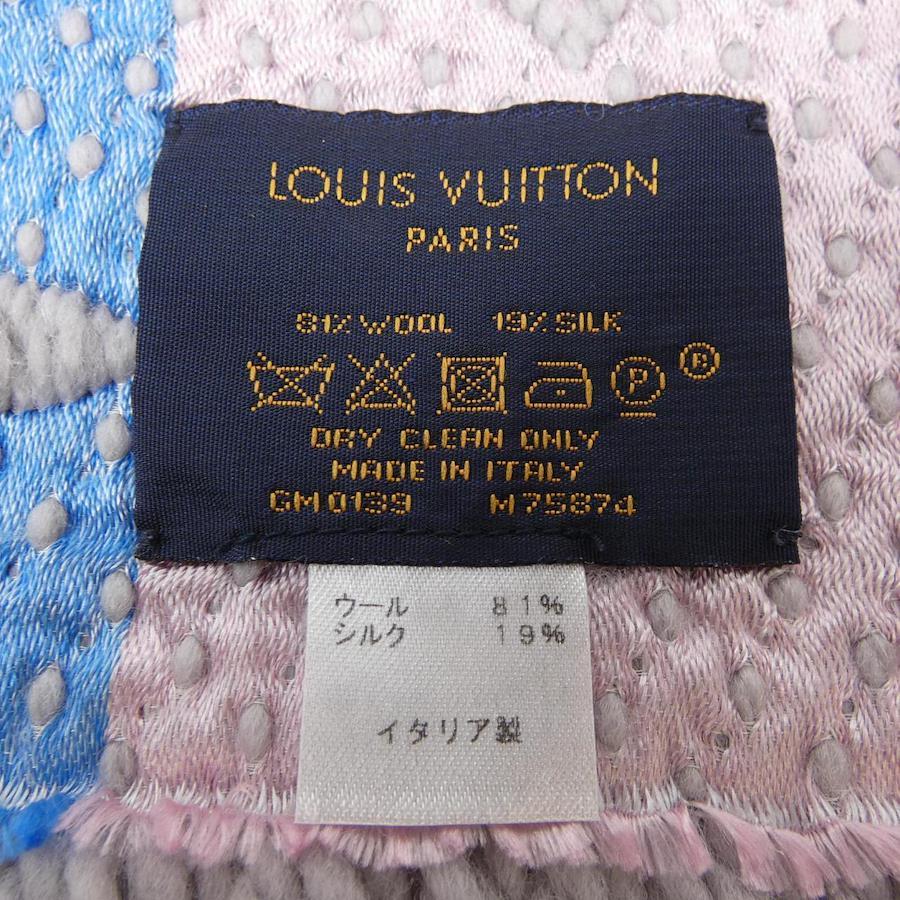 LOUIS VUITTON
PARIS
81% WOOL 19% SILK
P R
DRY CLEAN ONLY
MADE IN ITALY
GM0139 M75874
ウール 81%
シルク 19%
イタリア製